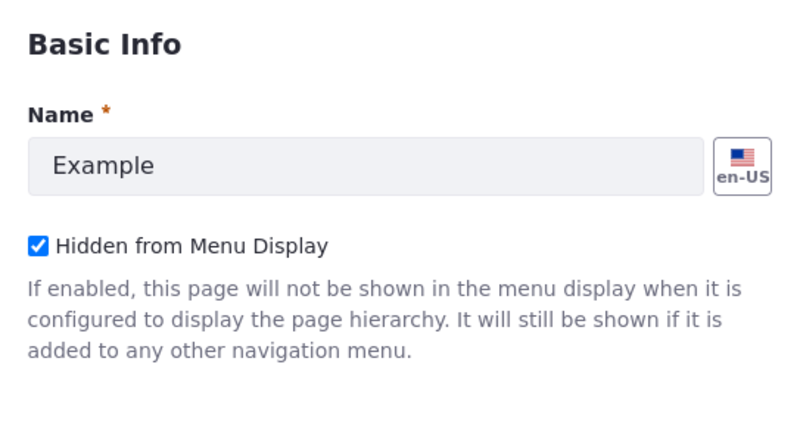 Basic Info
Name *
Example
en-US
Hidden from Menu Display
If enabled, this page will not be shown in the menu display when it is
configured to display the page hierarchy. It will still be shown if it is
added to any other navigation menu.